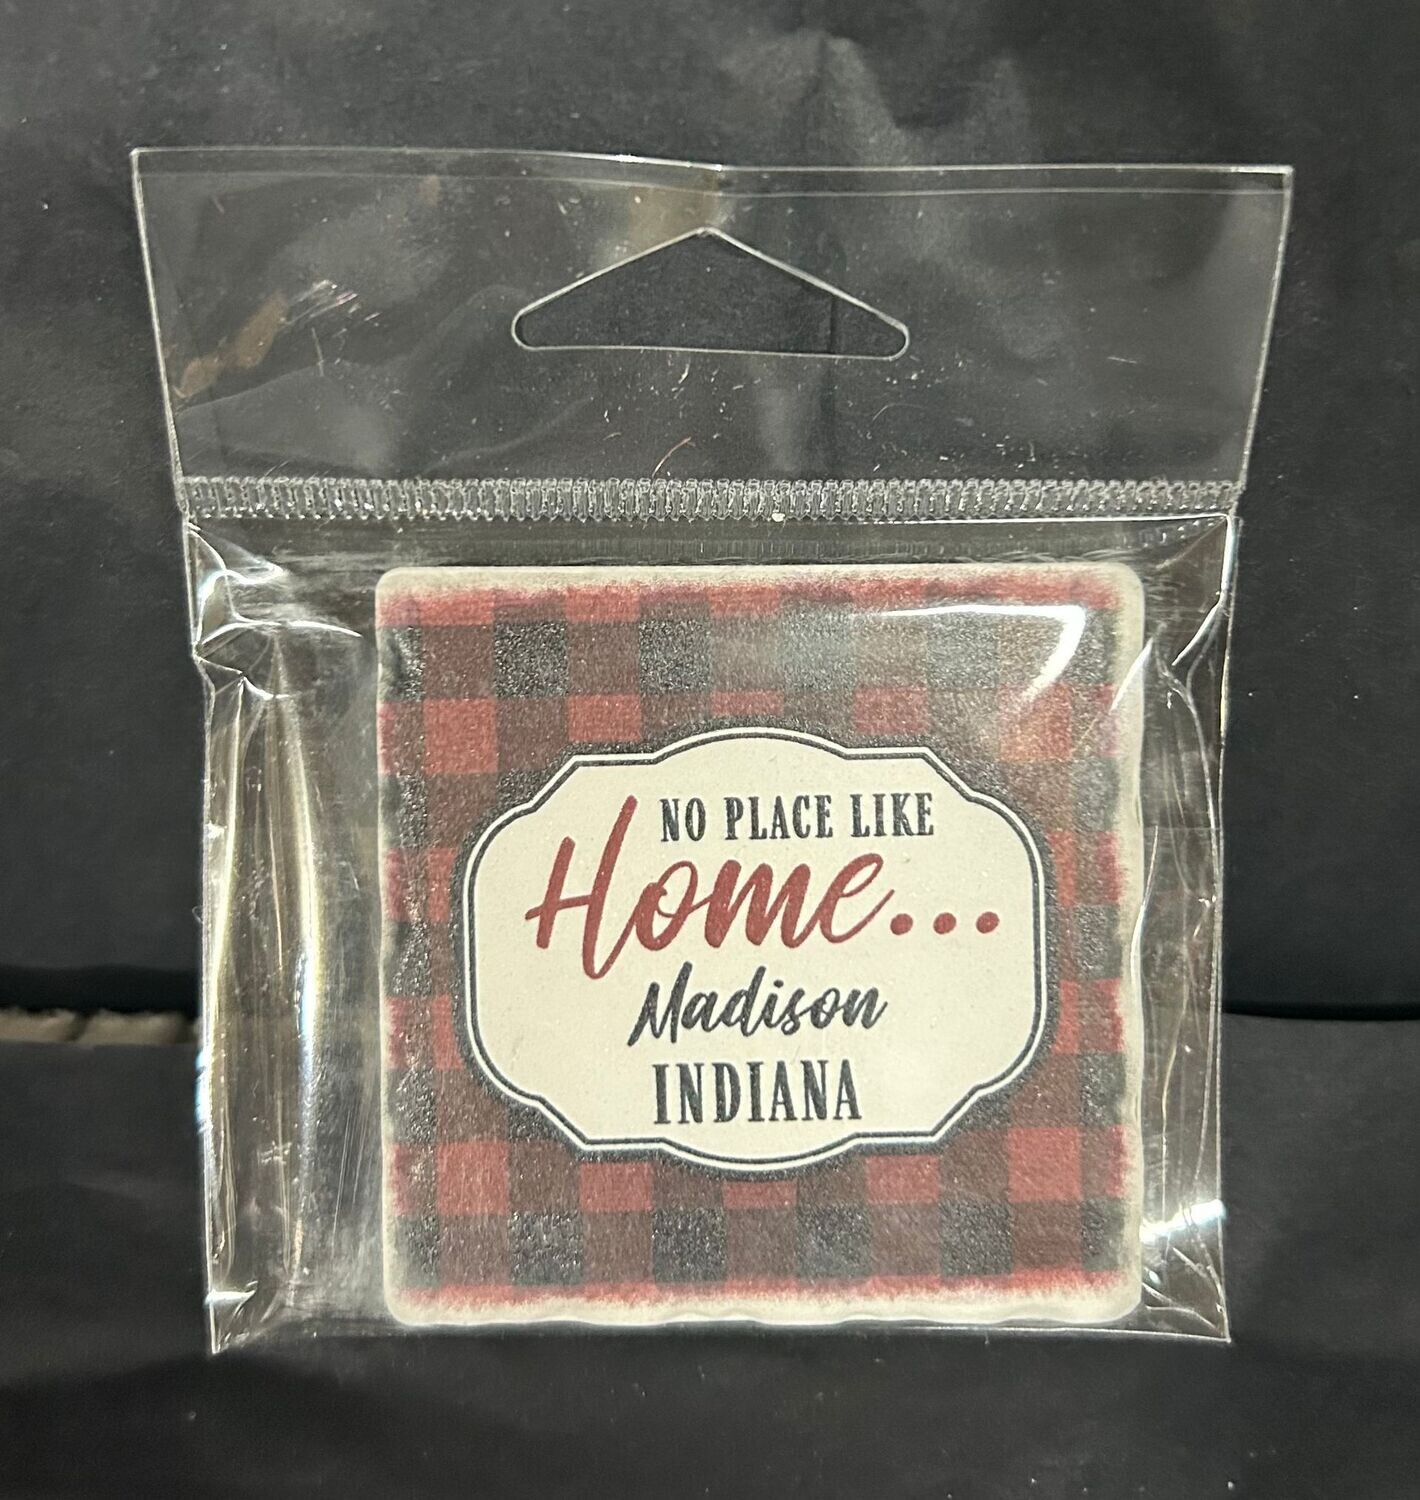 NO PLACE LIKE
Home...
Madison
INDIANA